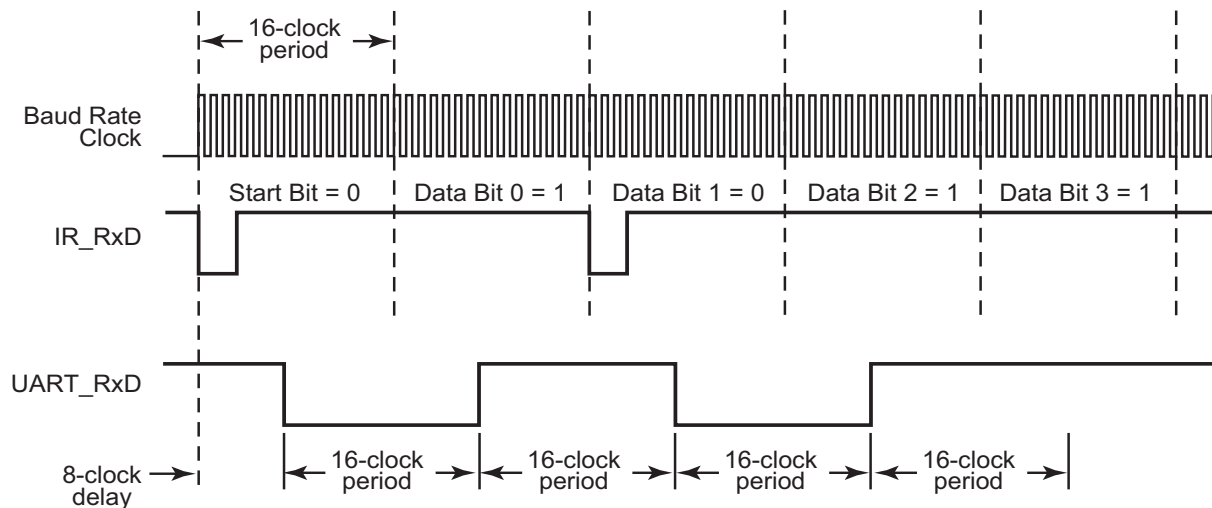 16-clock
period
Baud Rate
Clock
Start Bit = 0
Data Bit 0 = 1
Data Bit 1 = 0
Data Bit 2 = 1
Data Bit 3 = 1
IR_RxD
UART_RxD
8-clock
delay
16-clock
period
16-clock
period
16-clock
period
16-clock
period